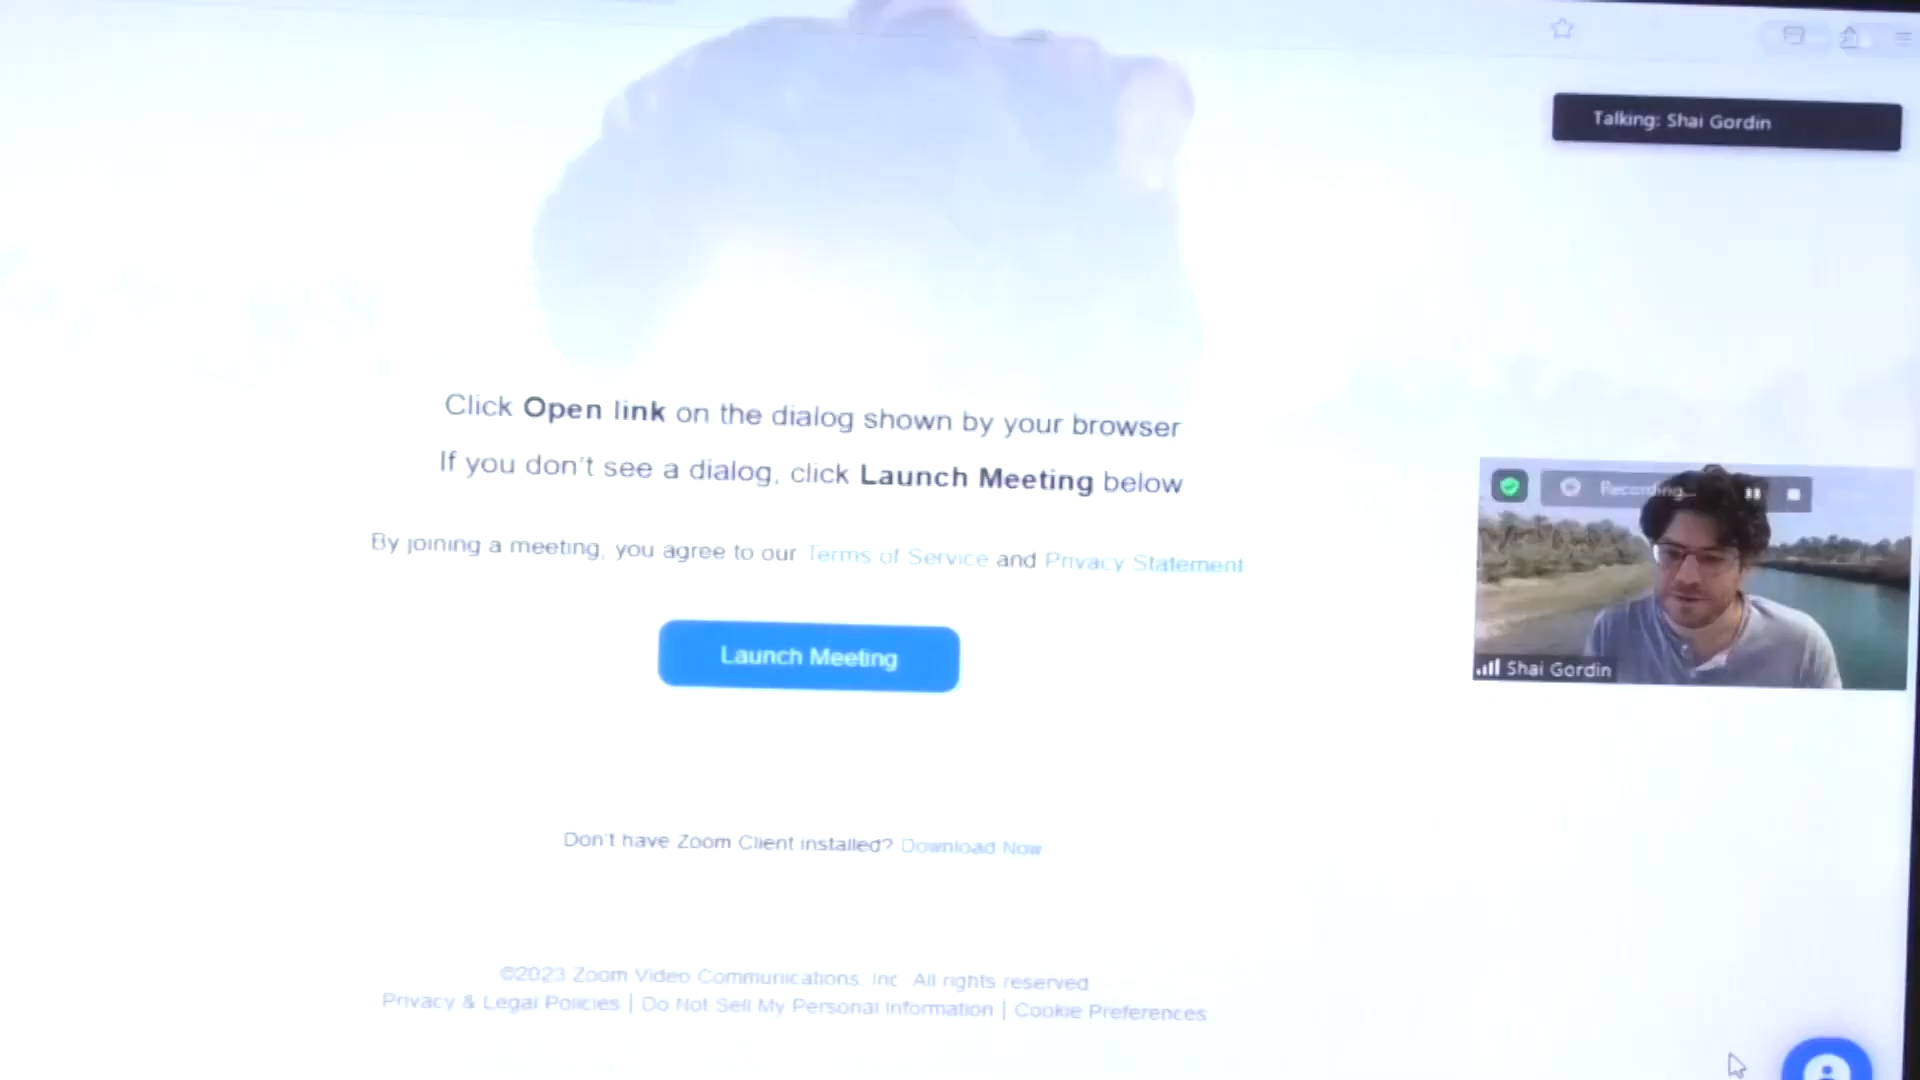 Talking: Shai Gordin
Click Open link on the dialog shown by your browser
If you don't see a dialog, click Launch Meeting below
Recording...
By joining a meeting, you agree to our Terms of Service and Privacy Statement
Launch Meeting
Shai Gordin
Don't have Zoom Client installed? Download Now
©2023 Zoom Video Communications, Inc. All rights reserved
Privacy & Legal Policies | Do Not Sell My Personal Information | Cookie Preferences